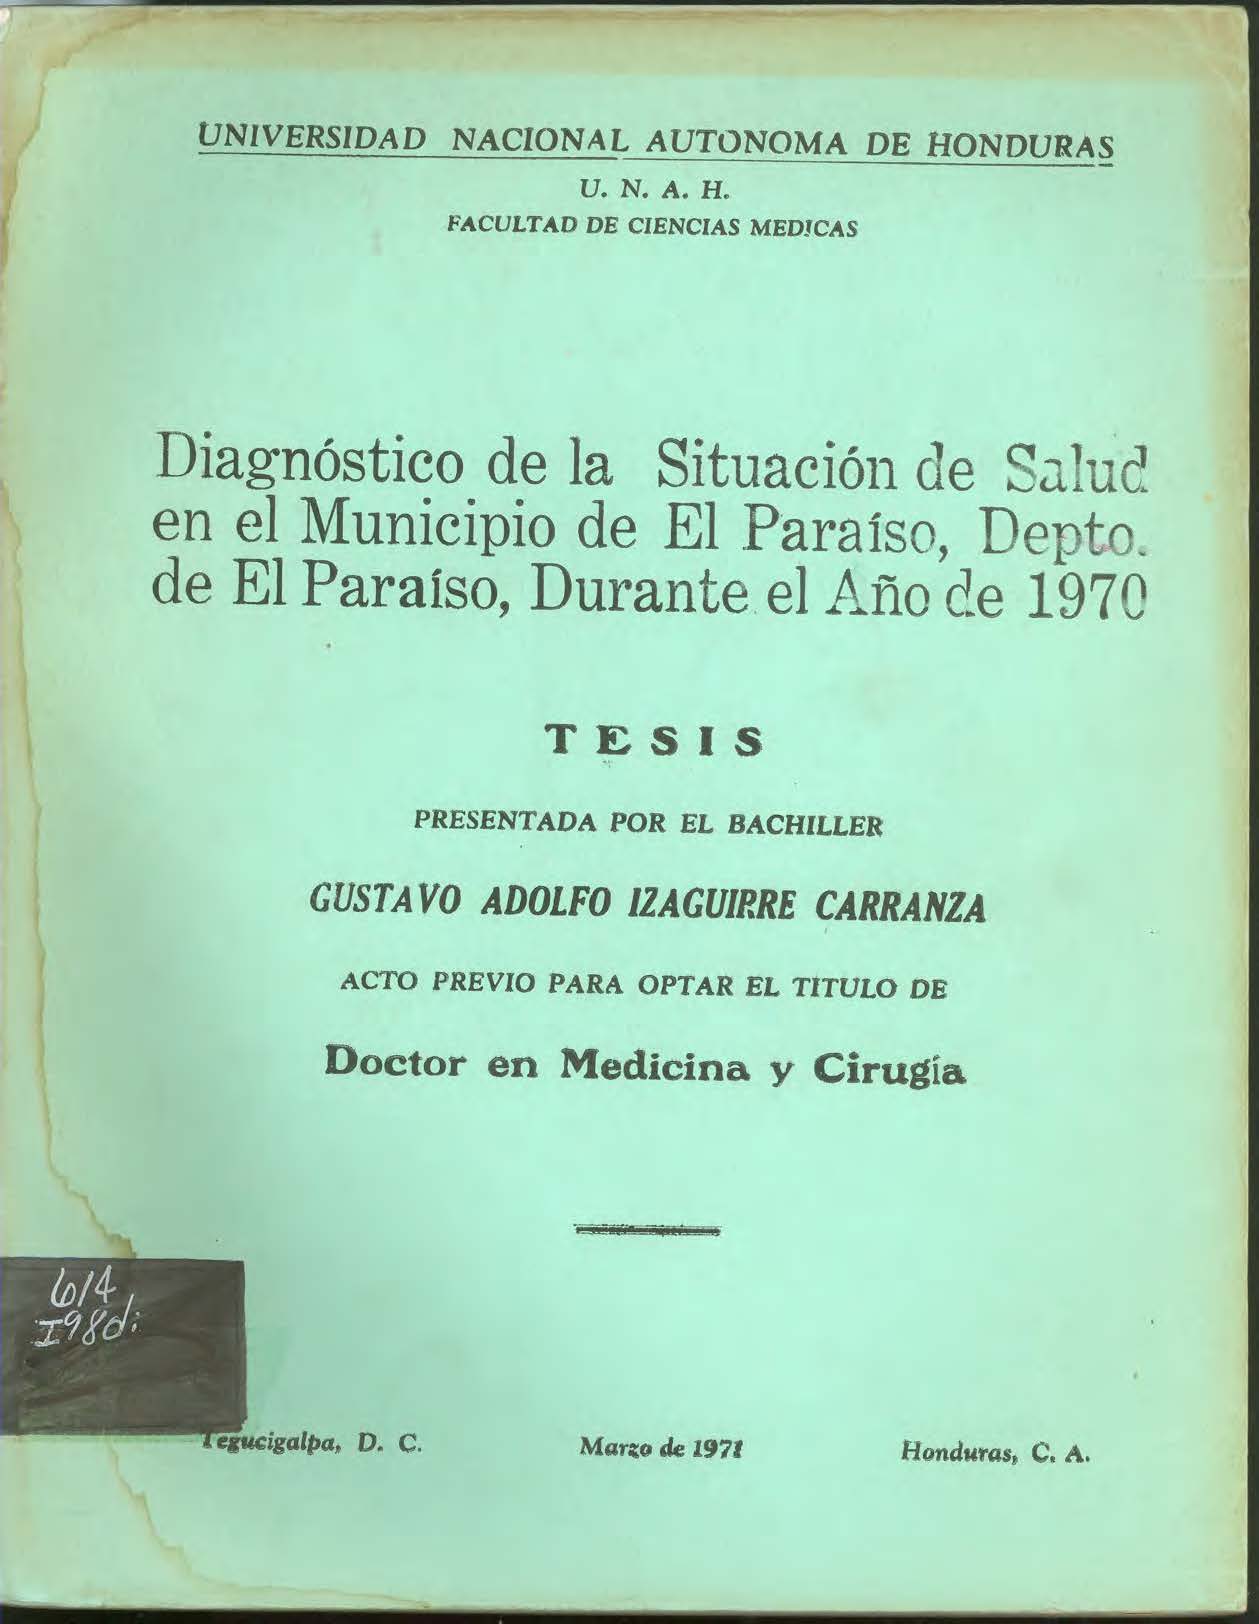 UNIVERSIDAD NACIONAL AUTONOMA DE HONDURAS
U. N. A. H.
FACULTAD DE CIENCIAS MEDICAS
Diagnóstico de la Situación de Salud
en el Municipio de El Paraíso, Depto.
de El Paraíso, Durante el Año de 1970
TESIS
PRESENTADA POR EL BACHILLER
GUSTAVO ADOLFO IZAGUIRRE CARRANZA
ACTO PREVIO PARA OPTAR EL TITULO DE
Doctor en Medicina y Cirugía
614
I98di
Tegucigalpa, D. C. Marzo de 1971 Honduras, C. A.